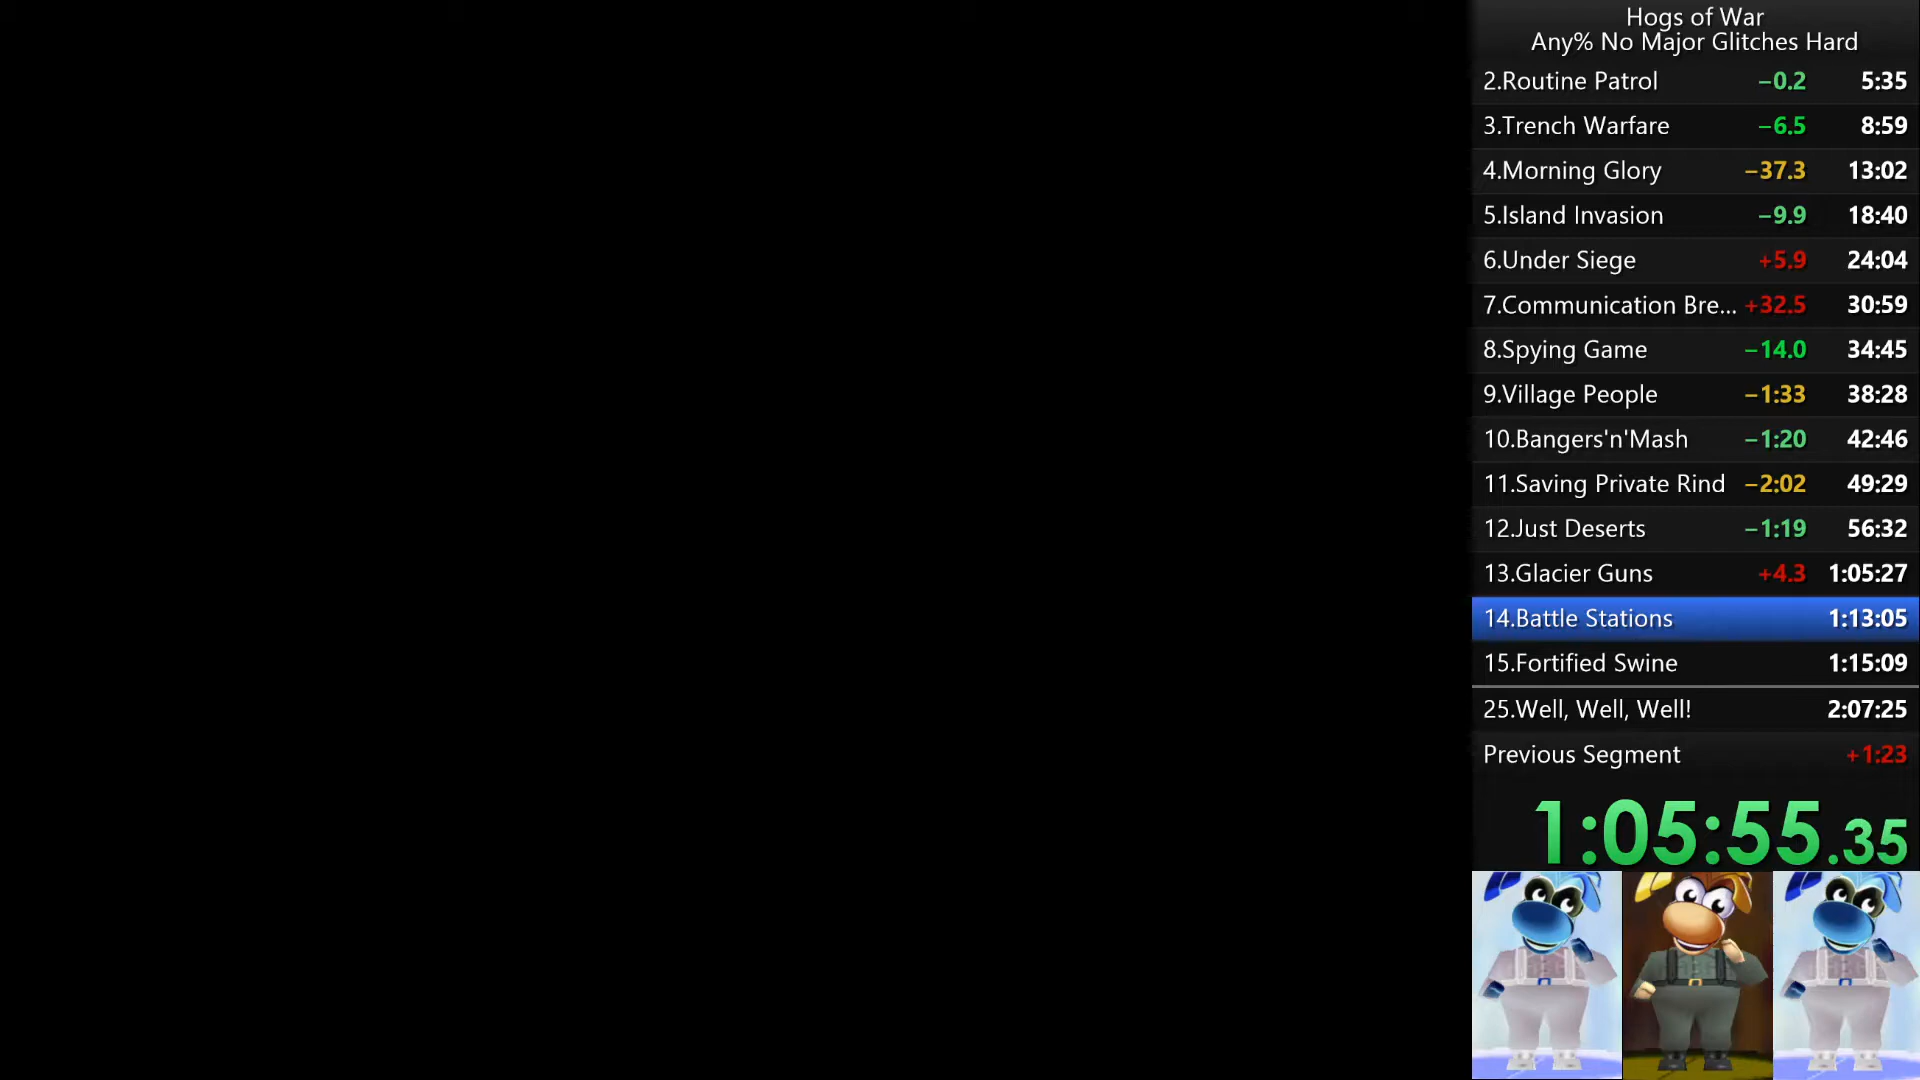 Hogs of War
Any% No Major Glitches Hard
2.Routine Patrol −0.2 5:35
3.Trench Warfare −6.5 8:59
4.Morning Glory −37.3 13:02
5.Island Invasion −9.9 18:40
6.Under Siege +5.9 24:04
7.Communication Bre... +32.5 30:59
8.Spying Game −14.0 34:45
9.Village People −1:33 38:28
10.Bangers'n'Mash −1:20 42:46
11.Saving Private Rind −2:02 49:29
12.Just Deserts −1:19 56:32
13.Glacier Guns +4.3 1:05:27
14.Battle Stations 1:13:05
15.Fortified Swine 1:15:09
25.Well, Well, Well! 2:07:25
Previous Segment +1:23
1:05:55.35